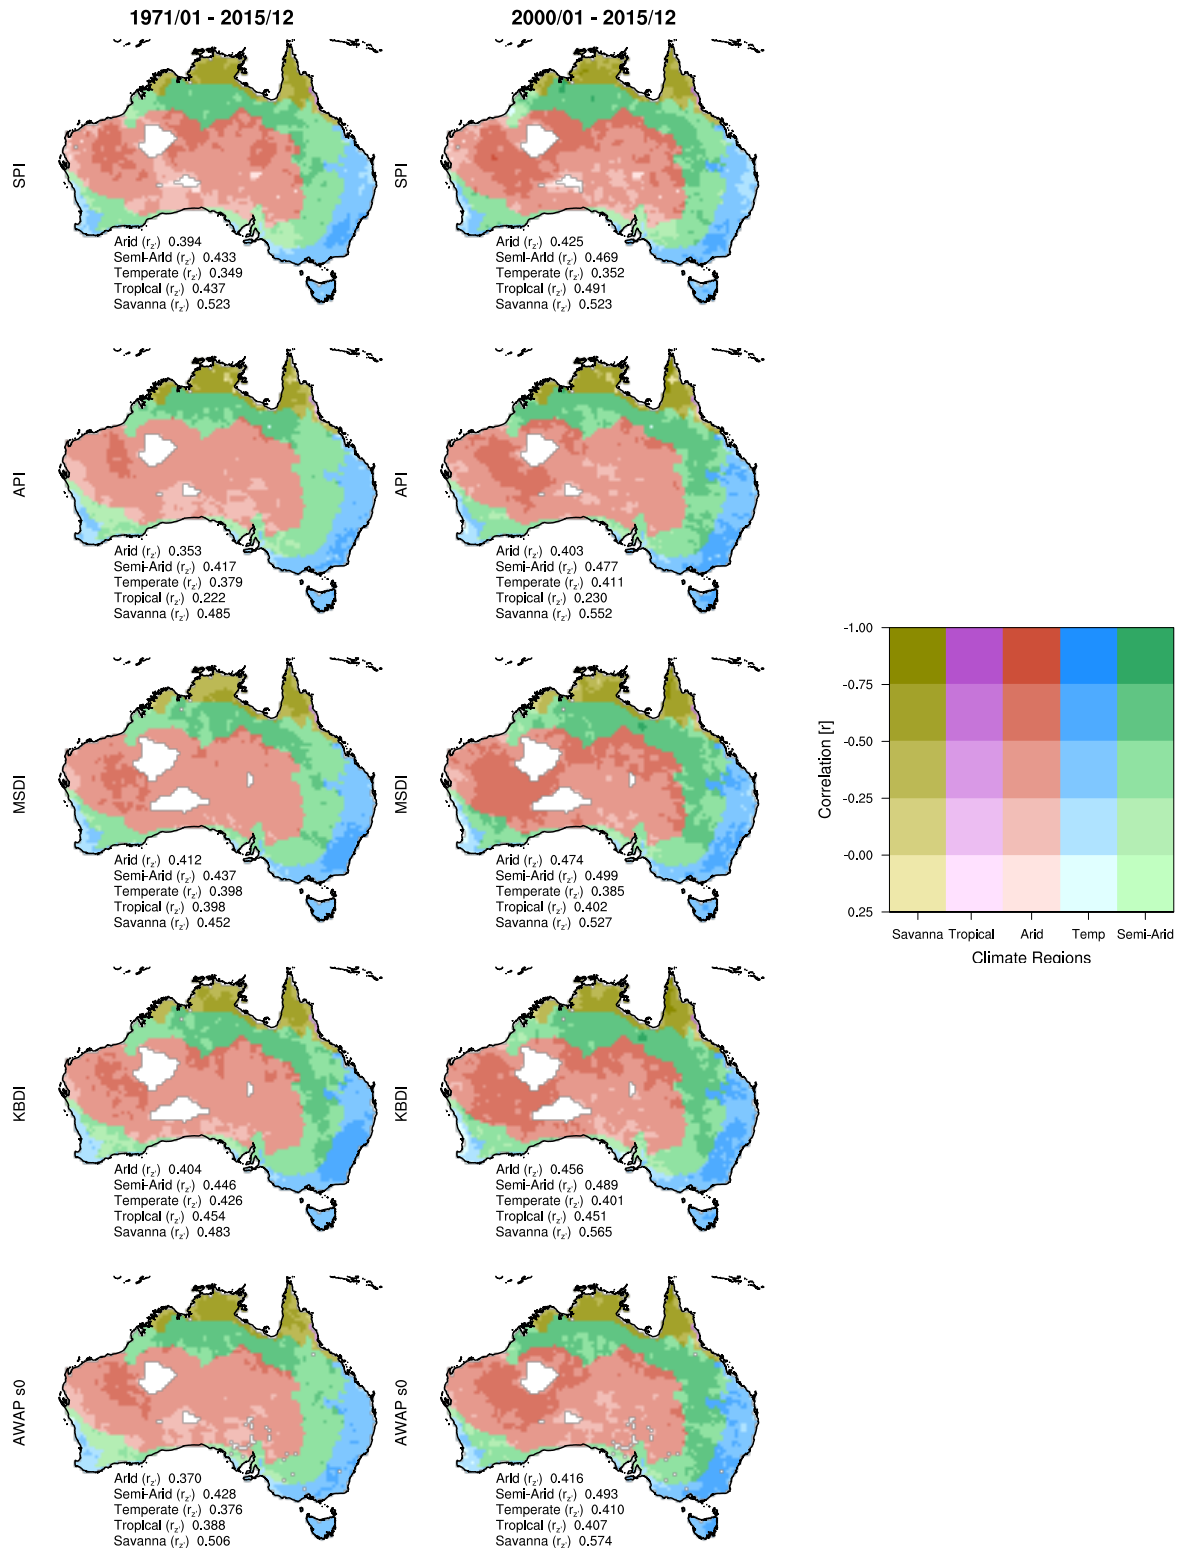 1971/01 - 2015/12
2000/01 - 2015/12
SPI
Arid (rz') 0.394
Semi-Arid (rz') 0.433
Temperate (rz') 0.349
Tropical (rz') 0.437
Savanna (rz') 0.523
SPI
Arid (rz') 0.425
Semi-Arid (rz') 0.469
Temperate (rz') 0.352
Tropical (rz') 0.491
Savanna (rz') 0.523
API
Arid (rz') 0.353
Semi-Arid (rz') 0.417
Temperate (rz') 0.379
Tropical (rz') 0.222
Savanna (rz') 0.485
API
Arid (rz') 0.403
Semi-Arid (rz') 0.477
Temperate (rz') 0.411
Tropical (rz') 0.230
Savanna (rz') 0.552
MSDI
Arid (rz') 0.412
Semi-Arid (rz') 0.437
Temperate (rz') 0.398
Tropical (rz') 0.398
Savanna (rz') 0.452
MSDI
Arid (rz') 0.474
Semi-Arid (rz') 0.499
Temperate (rz') 0.385
Tropical (rz') 0.402
Savanna (rz') 0.527
KBDI
Arid (rz') 0.404
Semi-Arid (rz') 0.446
Temperate (rz') 0.426
Tropical (rz') 0.454
Savanna (rz') 0.483
KBDI
Arid (rz') 0.456
Semi-Arid (rz') 0.489
Temperate (rz') 0.401
Tropical (rz') 0.451
Savanna (rz') 0.565
AWAP s0
Arid (rz') 0.370
Semi-Arid (rz') 0.428
Temperate (rz') 0.376
Tropical (rz') 0.388
Savanna (rz') 0.506
AWAP s0
Arid (rz') 0.416
Semi-Arid (rz') 0.493
Temperate (rz') 0.410
Tropical (rz') 0.407
Savanna (rz') 0.574
Correlation [r]
-1.00
-0.75
-0.50
-0.25
-0.00
0.25
Savanna Tropical Arid Temp Semi-Arid
Climate Regions